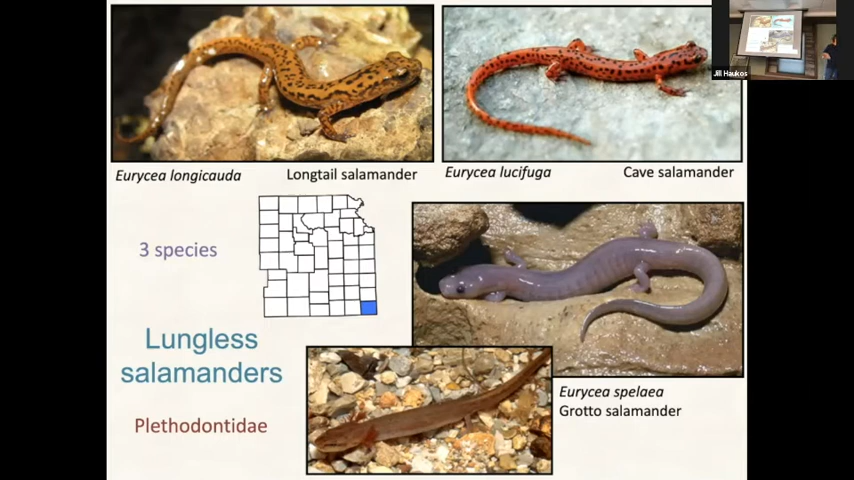 Jill Haukos
Eurycea longicauda
Longtail salamander
Eurycea lucifuga
Cave salamander
3 species
Lungless
salamanders
Plethodontidae
Eurycea spelaea
Grotto salamander